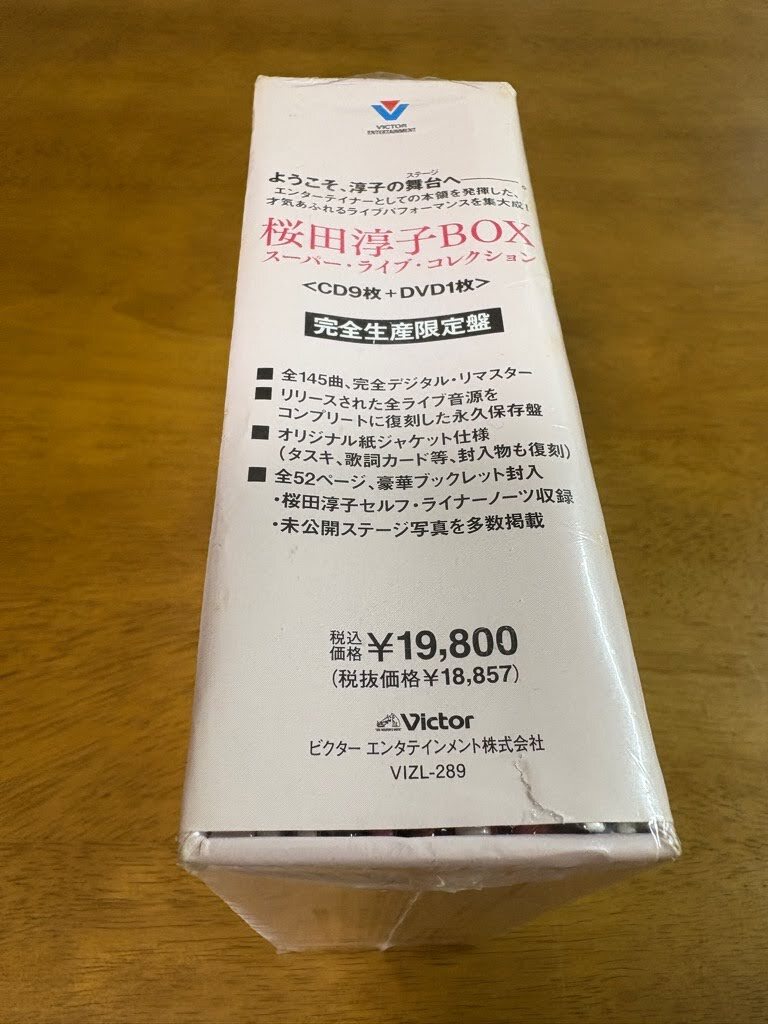 VICTOR
ENTERTAINMENT
ステージ
ようこそ、淳子の舞台へ――。
エンターテイナーとしての本領を発揮した、
才気あふれるライブパフォーマンスを集大成!
桜田淳子BOX
スーパー・ライブ・コレクション
<CD9枚+DVD1枚>
完全生産限定盤
■ 全145曲、完全デジタル・リマスター
■ リリースされた全ライブ音源を
コンプリートに復刻した永久保存盤
■ オリジナル紙ジャケット仕様
(タスキ、歌詞カード等、封入物も復刻)
■ 全52ページ、豪華ブックレット封入
・桜田淳子セルフ・ライナーノーツ収録
・未公開ステージ写真を多数掲載
税込価格 ¥19,800
(税抜価格¥18,857)
Victor
ビクター エンタテインメント株式会社
VIZL-289